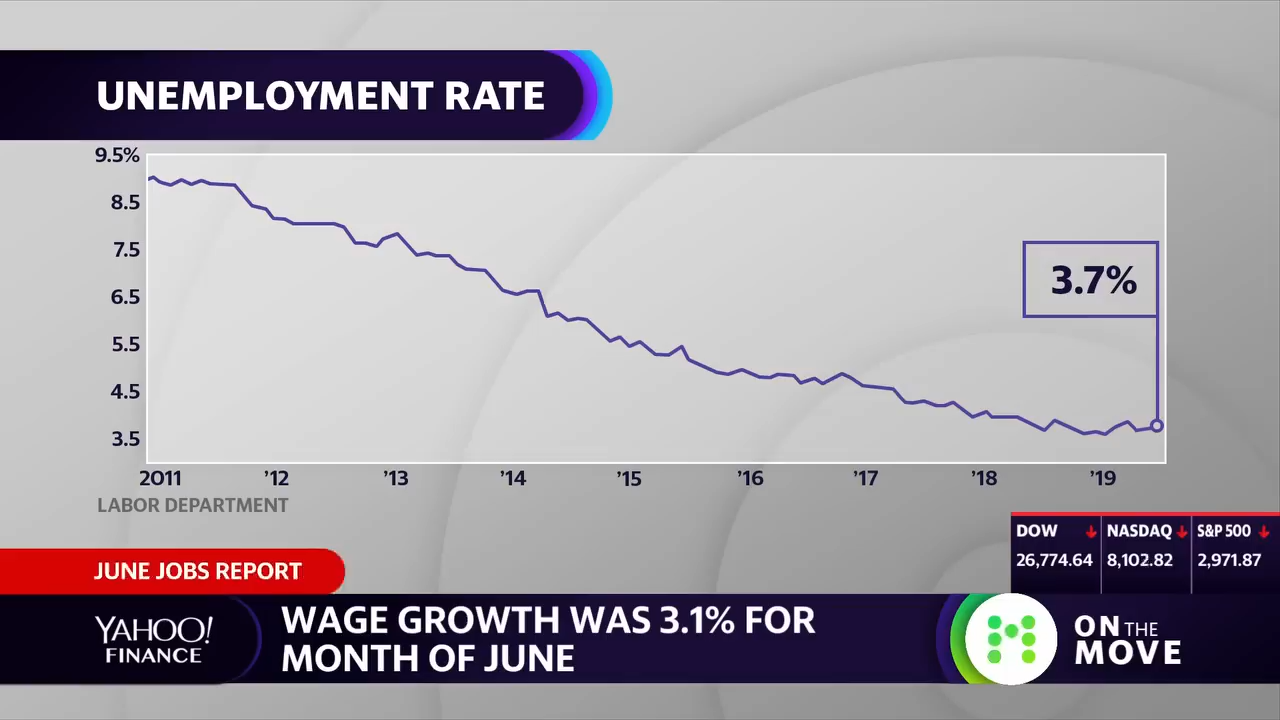 UNEMPLOYMENT RATE
9.5%
8.5
7.5
6.5
5.5
4.5
3.5
3.7%
2011 ’12 ’13 ’14 ’15 ’16 ’17 ’18 ’19
LABOR DEPARTMENT
DOW NASDAQ S&P 500
26,774.64 8,102.82 2,971.87
JUNE JOBS REPORT
YAHOO!
FINANCE
WAGE GROWTH WAS 3.1% FOR
MONTH OF JUNE
ON THE
MOVE